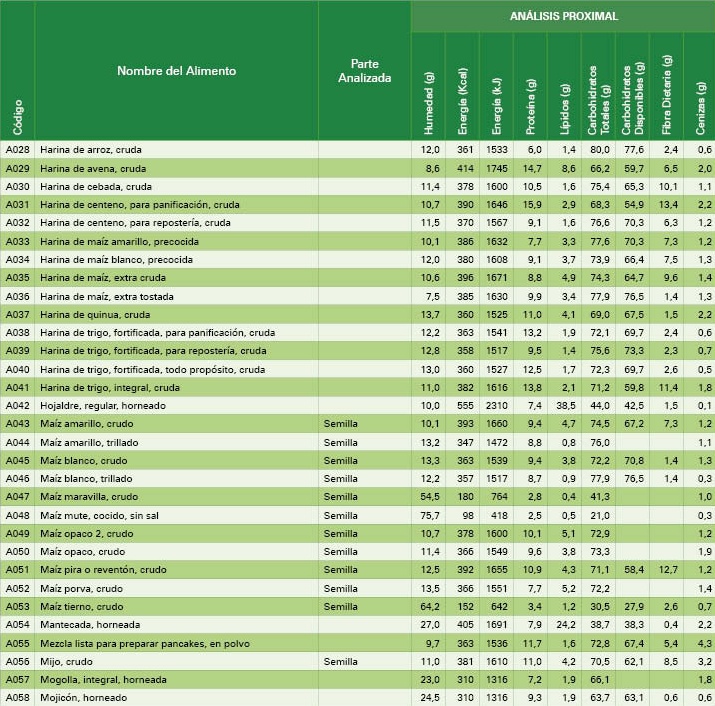 ANÁLISIS PROXIMAL
Código Nombre del Alimento Parte Analizada Humedad (g) Energía (Kcal) Energía (kJ) Proteína (g) Lípidos (g) Carbohidratos Totales (g) Carbohidratos Disponibles (g) Fibra Dietaria (g) Cenizas (g)
A028 Harina de arroz, cruda 12,0 361 1533 6,0 1,4 80,0 77,6 2,4 0,6
A029 Harina de avena, cruda 8,6 414 1745 14,7 8,6 66,2 59,7 6,5 2,0
A030 Harina de cebada, cruda 11,4 378 1600 10,5 1,6 75,4 65,3 10,1 1,1
A031 Harina de centeno, para panificación, cruda 10,7 390 1646 15,9 2,9 68,3 54,9 13,4 2,2
A032 Harina de centeno, para repostería, cruda 11,5 370 1567 9,1 1,6 76,6 70,3 6,3 1,2
A033 Harina de maíz amarillo, precocida 10,1 386 1632 7,7 3,3 77,6 70,3 7,3 1,2
A034 Harina de maíz blanco, precocida 12,0 380 1608 9,1 3,7 73,9 66,4 7,5 1,3
A035 Harina de maíz, extra cruda 10,6 396 1671 8,8 4,9 74,3 64,7 9,6 1,4
A036 Harina de maíz, extra tostada 7,5 385 1630 9,9 3,4 77,9 76,5 1,4 1,3
A037 Harina de quinua, cruda 13,7 360 1525 11,0 4,1 69,0 67,5 1,5 2,2
A038 Harina de trigo, fortificada, para panificación, cruda 12,2 363 1541 13,2 1,9 72,1 69,7 2,4 0,6
A039 Harina de trigo, fortificada, para repostería, cruda 12,8 358 1517 9,5 1,4 75,6 73,3 2,3 0,7
A040 Harina de trigo, fortificada, todo propósito, cruda 13,0 360 1527 12,5 1,7 72,3 69,7 2,6 0,5
A041 Harina de trigo, integral, cruda 11,0 382 1616 13,8 2,1 71,2 59,8 11,4 1,8
A042 Hojaldre, regular, horneado 10,0 555 2310 7,4 38,5 44,0 42,5 1,5 0,1
A043 Maíz amarillo, crudo Semilla 10,1 393 1660 9,4 4,7 74,5 67,2 7,3 1,2
A044 Maíz amarillo, trillado Semilla 13,2 347 1472 8,8 0,8 76,0 1,1
A045 Maíz blanco, crudo Semilla 13,3 363 1539 9,4 3,8 72,2 70,8 1,4 1,3
A046 Maíz blanco, trillado Semilla 12,2 357 1517 8,7 0,9 77,9 76,5 1,4 0,3
A047 Maíz maravilla, crudo Semilla 54,5 180 764 2,8 0,4 41,3 1,0
A048 Maíz mute, cocido, sin sal Semilla 75,7 98 418 2,5 0,5 21,0 0,3
A049 Maíz opaco 2, crudo Semilla 10,7 378 1600 10,1 5,1 72,9 1,2
A050 Maíz opaco, crudo Semilla 11,4 366 1549 9,6 3,8 73,3 1,9
A051 Maíz pira o reventón, crudo Semilla 12,5 392 1655 10,9 4,3 71,1 58,4 12,7 1,2
A052 Maíz porva, crudo Semilla 13,5 366 1551 7,7 5,2 72,2 1,4
A053 Maíz tierno, crudo Semilla 64,2 152 642 3,4 1,2 30,5 27,9 2,6 0,7
A054 Mantecada, horneada 27,0 405 1691 7,9 24,2 38,7 38,3 0,4 2,2
A055 Mezcla lista para preparar pancakes, en polvo 9,7 363 1536 11,7 1,6 72,8 67,4 5,4 4,3
A056 Mijo, crudo Semilla 11,0 381 1610 11,0 4,2 70,5 62,1 8,5 3,2
A057 Mogolla, integral, horneada 23,0 310 1316 7,2 1,9 66,1 1,8
A058 Mojicón, horneado 24,5 310 1316 9,3 1,9 63,7 63,1 0,6 0,6